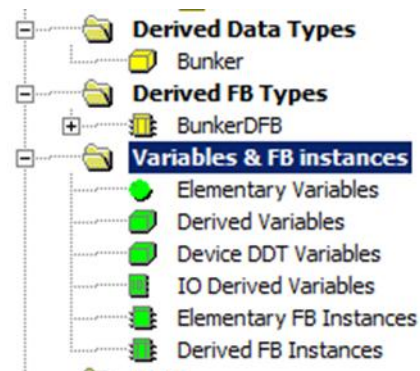 Derived Data Types
Bunker
Derived FB Types
BunkerDFB
Variables & FB instances
Elementary Variables
Derived Variables
Device DDT Variables
IO Derived Variables
Elementary FB Instances
Derived FB Instances